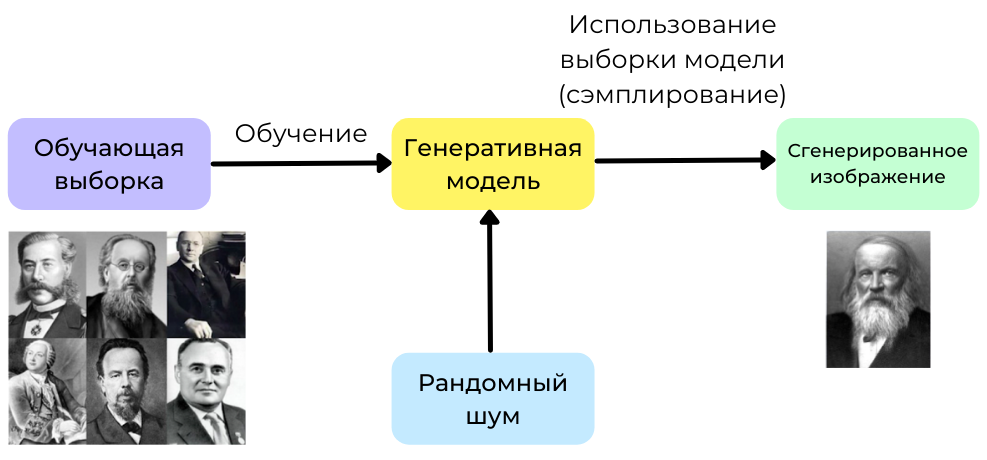 Использование
выборки модели
(сэмплирование)
Обучение
Обучающая
выборка
Генеративная
модель
Сгенерированное
изображение
Рандомный
шум